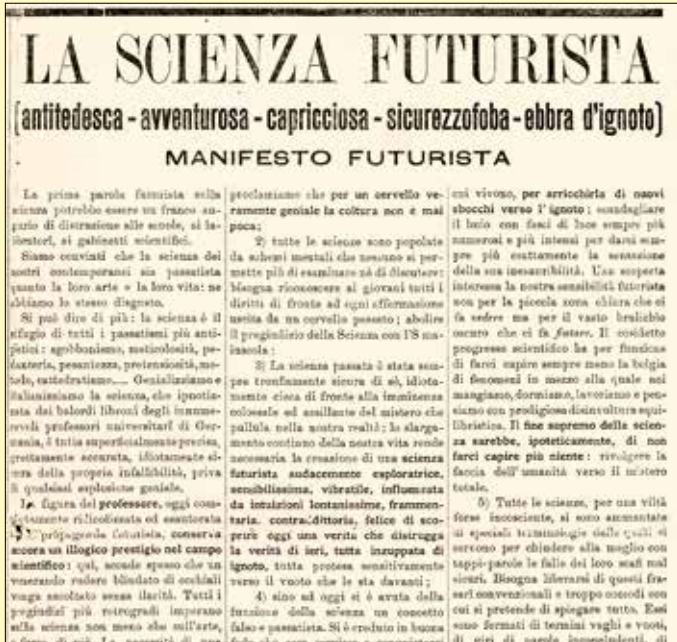 LA SCIENZA FUTURISTA
(antitedesca - avventurosa - capricciosa - sicurezzofoba - ebbra d'ignoto)
MANIFESTO FUTURISTA
La prima parola futurista sulla
scienza potrebbe essere un franco au-
gurio di distruzione alle scuole, ai la-
boratori, ai gabinetti scientifici.
Siamo convinti che la scienza dei
nostri contemporanei sia passatista
quanto la loro arte e la loro vita: ne
abbiamo lo stesso disgusto.
Si può dire di più: la scienza è il
rifugio di tutti i passatismi più anti-
patici: sgobbonismo, meticolosità, pe-
danteria, pesantezza, pretensiosità, me-
todo, cattedratismo.... Genializziamo e
italianizziamo la scienza, che ipnotiz-
zata dai balordi libroni degli innume-
revoli professori universitari di Ger-
mania, è tutta superficialmente precisa,
grettamente accurata, idiotamente si-
cura della propria infallibilità, priva
di qualsiasi esplosione geniale.
La figura del professore, oggi com-
pletamente ridicolizzata ed esautorata
propaganda futurista, conserva
ancora un illogico prestigio nel campo
scientifico: qui, accade spesso che un
venerando rudere blindato di occhiali
venga ascoltato senza ilarità. Tutti i
pregiudizi più retrogradi imperano
sulla scienza non meno che sull'arte,
proclamiamo che per un cervello ve-
ramente geniale la coltura non è mai
poca;
2) tutte le scienze sono popolate
da schemi mentali che nessuno si per-
mette più di esaminare nè di discutere:
bisogna riconoscere ai giovani tutti i
diritti di fronte ad ogni affermazione
uscita da un cervello passato; abolire
il pregiudizio della Scienza con l'S ma-
iuscola;
3) La scienza passata è stata sem-
pre tronfiamente sicura di sè, idiota-
mente cieca di fronte alla imminenza
colossale ed assillante del mistero che
pullula nella nostra realtà; lo slarga-
mento continuo della nostra vita rende
necessaria la creazione di una scienza
futurista audacemente esploratrice,
sensibilissima, vibratile, influenzata
da intuizioni lontanissime, frammen-
taria, contraddittoria, felice di sco-
prire oggi una verità che distrugga
la verità di ieri, tutta inzuppata di
ignoto, tutta protesa sensitivamente
verso il vuoto che le sta davanti;
4) sino ad oggi si è avuta della
funzione della scienza un concetto
falso e passatista. Si è creduto in buona
cui vivono, per arricchirla di nuovi
sbocchi verso l'ignoto; scandagliare
il buio con fasci di luce sempre più
numerosi e più intensi per darci sem-
pre più esattamente la sensazione
della sua inesauribilità. Una scoperta
interessa la nostra sensibilità futurista
non per la piccola zona chiara che ci
fa vedere ma per il vasto brulichio
oscuro che ci fa fiutare. Il cosidetto
progresso scientifico ha per funzione
di farci capire sempre meno la bolgia
di fenomeni in mezzo alla quale noi
mangiamo, dormiamo, lavoriamo e pen-
siamo con prodigiosa disinvoltura equi-
libristica. Il fine supremo della scien-
za sarebbe, ipoteticamente, di non
farci capire più niente: rivolgere la
faccia dell'umanità verso il mistero
totale.
5) Tutte le scienze, per una viltà
forse incosciente, si sono ammantate
di speciali terminologie delle quali si
servono per chiudere alla meglio con
tappi-parole le falle dei loro scafi mal
sicuri. Bisogna liberarsi di questi fra-
sari convenzionali e troppo comodi con
cui si pretende di spiegare tutto. Essi
sono formati di termini vaghi e vuoti,
di giri di parole inconcludenti, di